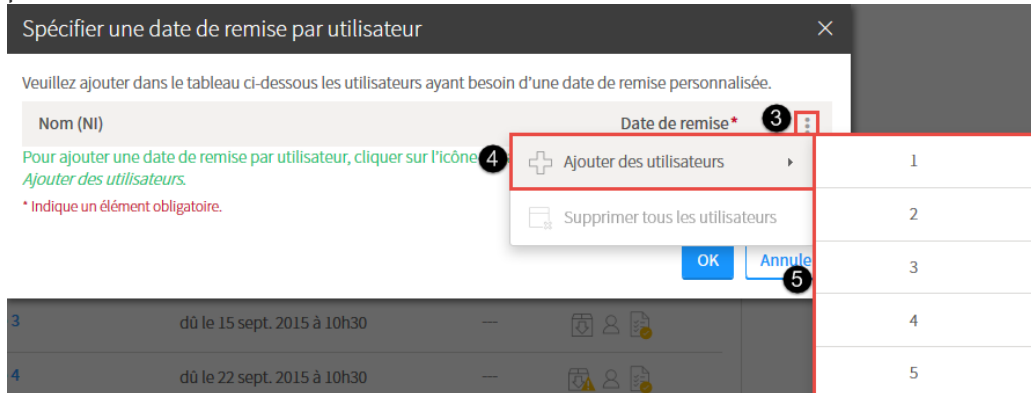 Spécifier une date de remise par utilisateur
Veuillez ajouter dans le tableau ci-dessous les utilisateurs ayant besoin d'une date de remise personnalisée.
Nom (NI) Date de remise* 3
Pour ajouter une date de remise par utilisateur, cliquer sur l'icône
Ajouter des utilisateurs.
* Indique un élément obligatoire.
4 Ajouter des utilisateurs
Supprimer tous les utilisateurs
OK Annule
5
1
2
3
4
5
3 dû le 15 sept. 2015 à 10h30 ---
4 dû le 22 sept. 2015 à 10h30 ---